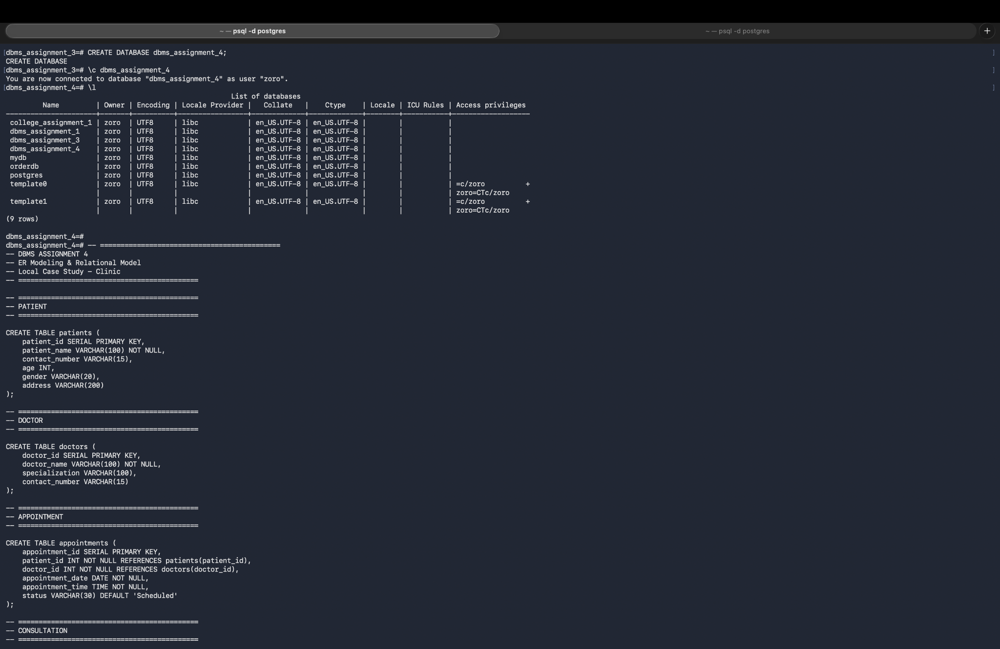 ~ — psql -d postgres
~ — psql -d postgres
+
[dbms_assignment_3=# CREATE DATABASE dbms_assignment_4; ]
CREATE DATABASE
[dbms_assignment_3=# \c dbms_assignment_4 ]
You are now connected to database "dbms_assignment_4" as user "zoro".
[dbms_assignment_4=# \l ]
List of databases
Name | Owner | Encoding | Locale Provider | Collate | Ctype | Locale | ICU Rules | Access privileges
----------------------+-------+----------+-----------------+-------------+-------------+--------+-----------+-------------------
college_assignment_1 | zoro | UTF8 | libc | en_US.UTF-8 | en_US.UTF-8 | | |
dbms_assignment_1 | zoro | UTF8 | libc | en_US.UTF-8 | en_US.UTF-8 | | |
dbms_assignment_3 | zoro | UTF8 | libc | en_US.UTF-8 | en_US.UTF-8 | | |
dbms_assignment_4 | zoro | UTF8 | libc | en_US.UTF-8 | en_US.UTF-8 | | |
mydb | zoro | UTF8 | libc | en_US.UTF-8 | en_US.UTF-8 | | |
orderdb | zoro | UTF8 | libc | en_US.UTF-8 | en_US.UTF-8 | | |
postgres | zoro | UTF8 | libc | en_US.UTF-8 | en_US.UTF-8 | | |
template0 | zoro | UTF8 | libc | en_US.UTF-8 | en_US.UTF-8 | | | =c/zoro +
| | | | | | | | zoro=CTc/zoro
template1 | zoro | UTF8 | libc | en_US.UTF-8 | en_US.UTF-8 | | | =c/zoro +
| | | | | | | | zoro=CTc/zoro
(9 rows)
dbms_assignment_4=#
dbms_assignment_4=# -- ============================================
-- DBMS ASSIGNMENT 4
-- ER Modeling & Relational Model
-- Local Case Study - Clinic
-- ============================================
-- ============================================
-- PATIENT
-- ============================================
CREATE TABLE patients (
patient_id SERIAL PRIMARY KEY,
patient_name VARCHAR(100) NOT NULL,
contact_number VARCHAR(15),
age INT,
gender VARCHAR(20),
address VARCHAR(200)
);
-- ============================================
-- DOCTOR
-- ============================================
CREATE TABLE doctors (
doctor_id SERIAL PRIMARY KEY,
doctor_name VARCHAR(100) NOT NULL,
specialization VARCHAR(100),
contact_number VARCHAR(15)
);
-- ============================================
-- APPOINTMENT
-- ============================================
CREATE TABLE appointments (
appointment_id SERIAL PRIMARY KEY,
patient_id INT NOT NULL REFERENCES patients(patient_id),
doctor_id INT NOT NULL REFERENCES doctors(doctor_id),
appointment_date DATE NOT NULL,
appointment_time TIME NOT NULL,
status VARCHAR(30) DEFAULT 'Scheduled'
);
-- ============================================
-- CONSULTATION
-- ============================================